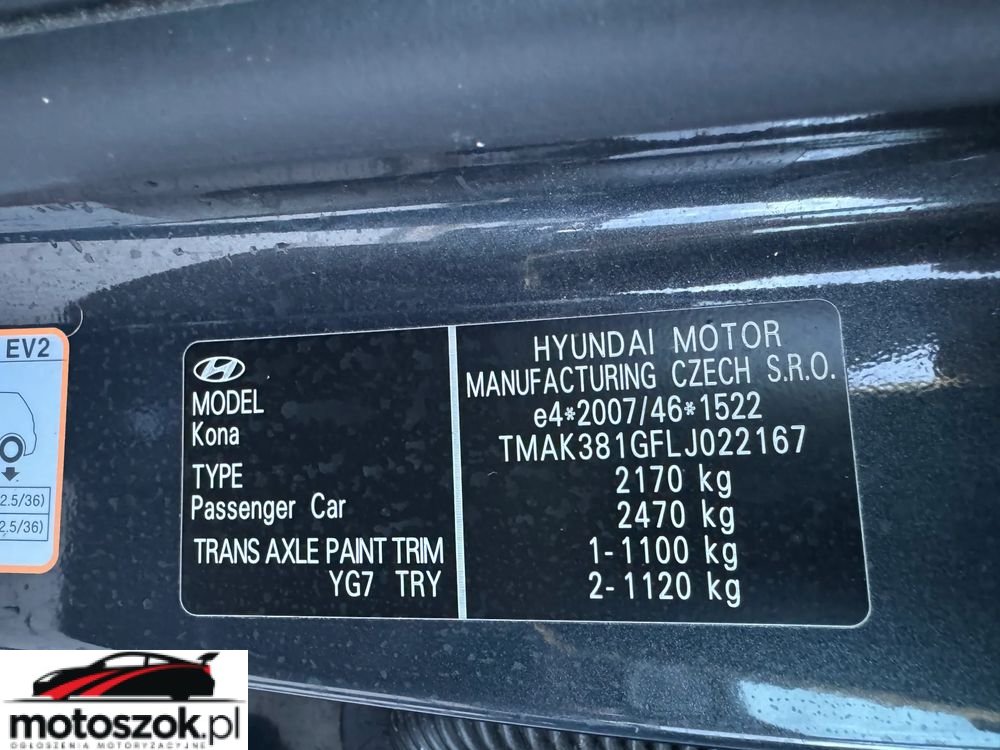 EV2
2.5/36)
2.5/36)
MODEL
Kona
TYPE
Passenger Car
TRANS AXLE PAINT TRIM
YG7 TRY
HYUNDAI MOTOR
MANUFACTURING CZECH S.R.O.
e4*2007/46*1522
TMAK381GFLJ022167
2170 kg
2470 kg
1-1100 kg
2-1120 kg
motoszok.pl
OGŁOSZENIA MOTORYZACYJNE